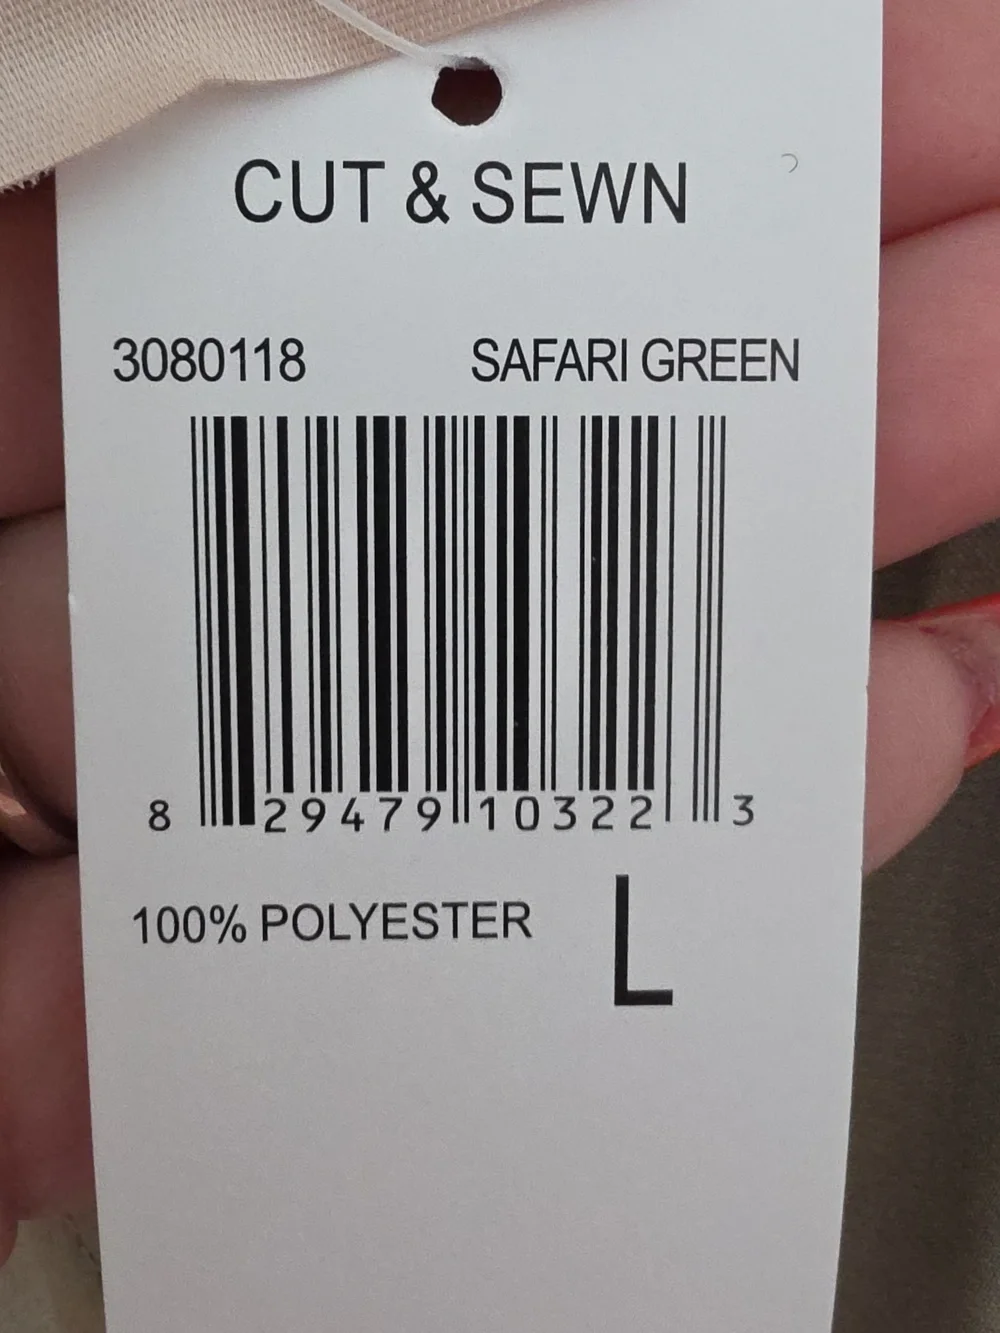 CUT & SEWN
3080118 SAFARI GREEN
8 29479 10322 3
100% POLYESTER L